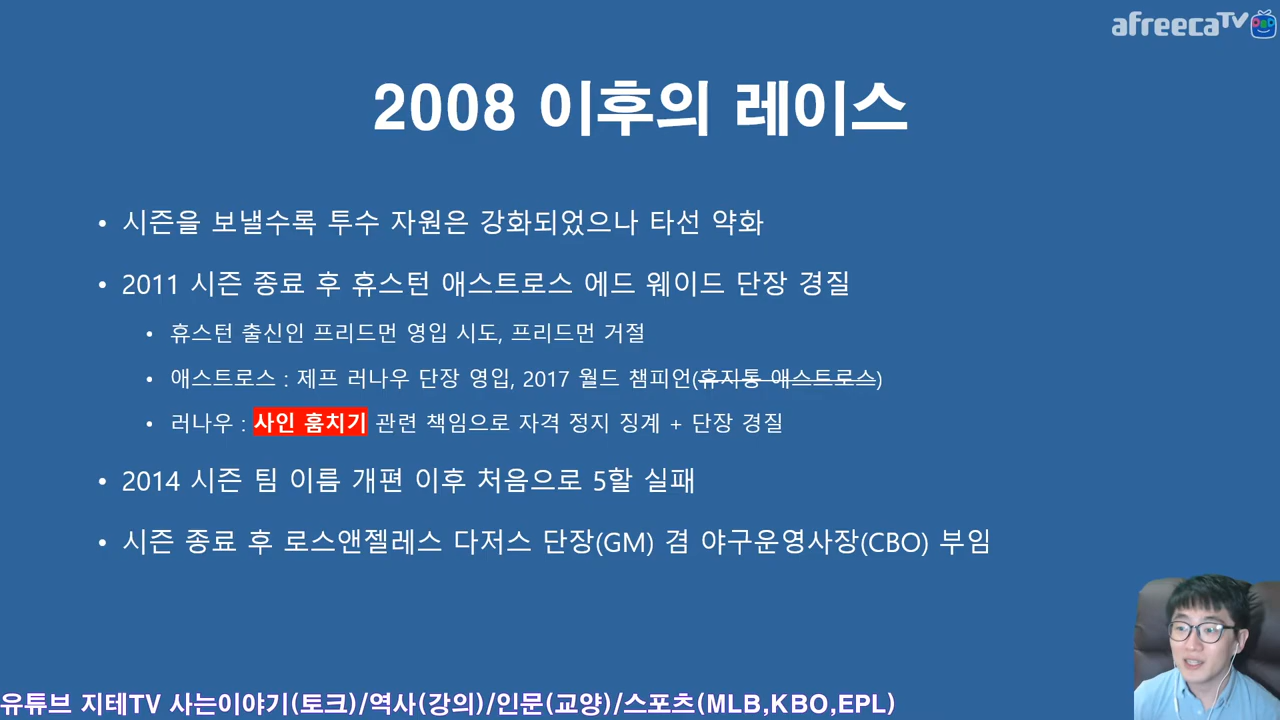 afreecaTV
2008 이후의 레이스
• 시즌을 보낼수록 투수 자원은 강화되었으나 타선 약화
• 2011 시즌 종료 후 휴스턴 애스트로스 에드 웨이드 단장 경질
• 휴스턴 출신인 프리드먼 영입 시도, 프리드먼 거절
• 애스트로스 : 제프 러나우 단장 영입, 2017 월드 챔피언(휴지통 애스트로스)
• 러나우 : 사인 훔치기 관련 책임으로 자격 정지 징계 + 단장 경질
• 2014 시즌 팀 이름 개편 이후 처음으로 5할 실패
• 시즌 종료 후 로스앤젤레스 다저스 단장(GM) 겸 야구운영사장(CBO) 부임
유튜브 지테TV 사는이야기(토크)/역사(강의)/인문(교양)/스포츠(MLB,KBO,EPL)